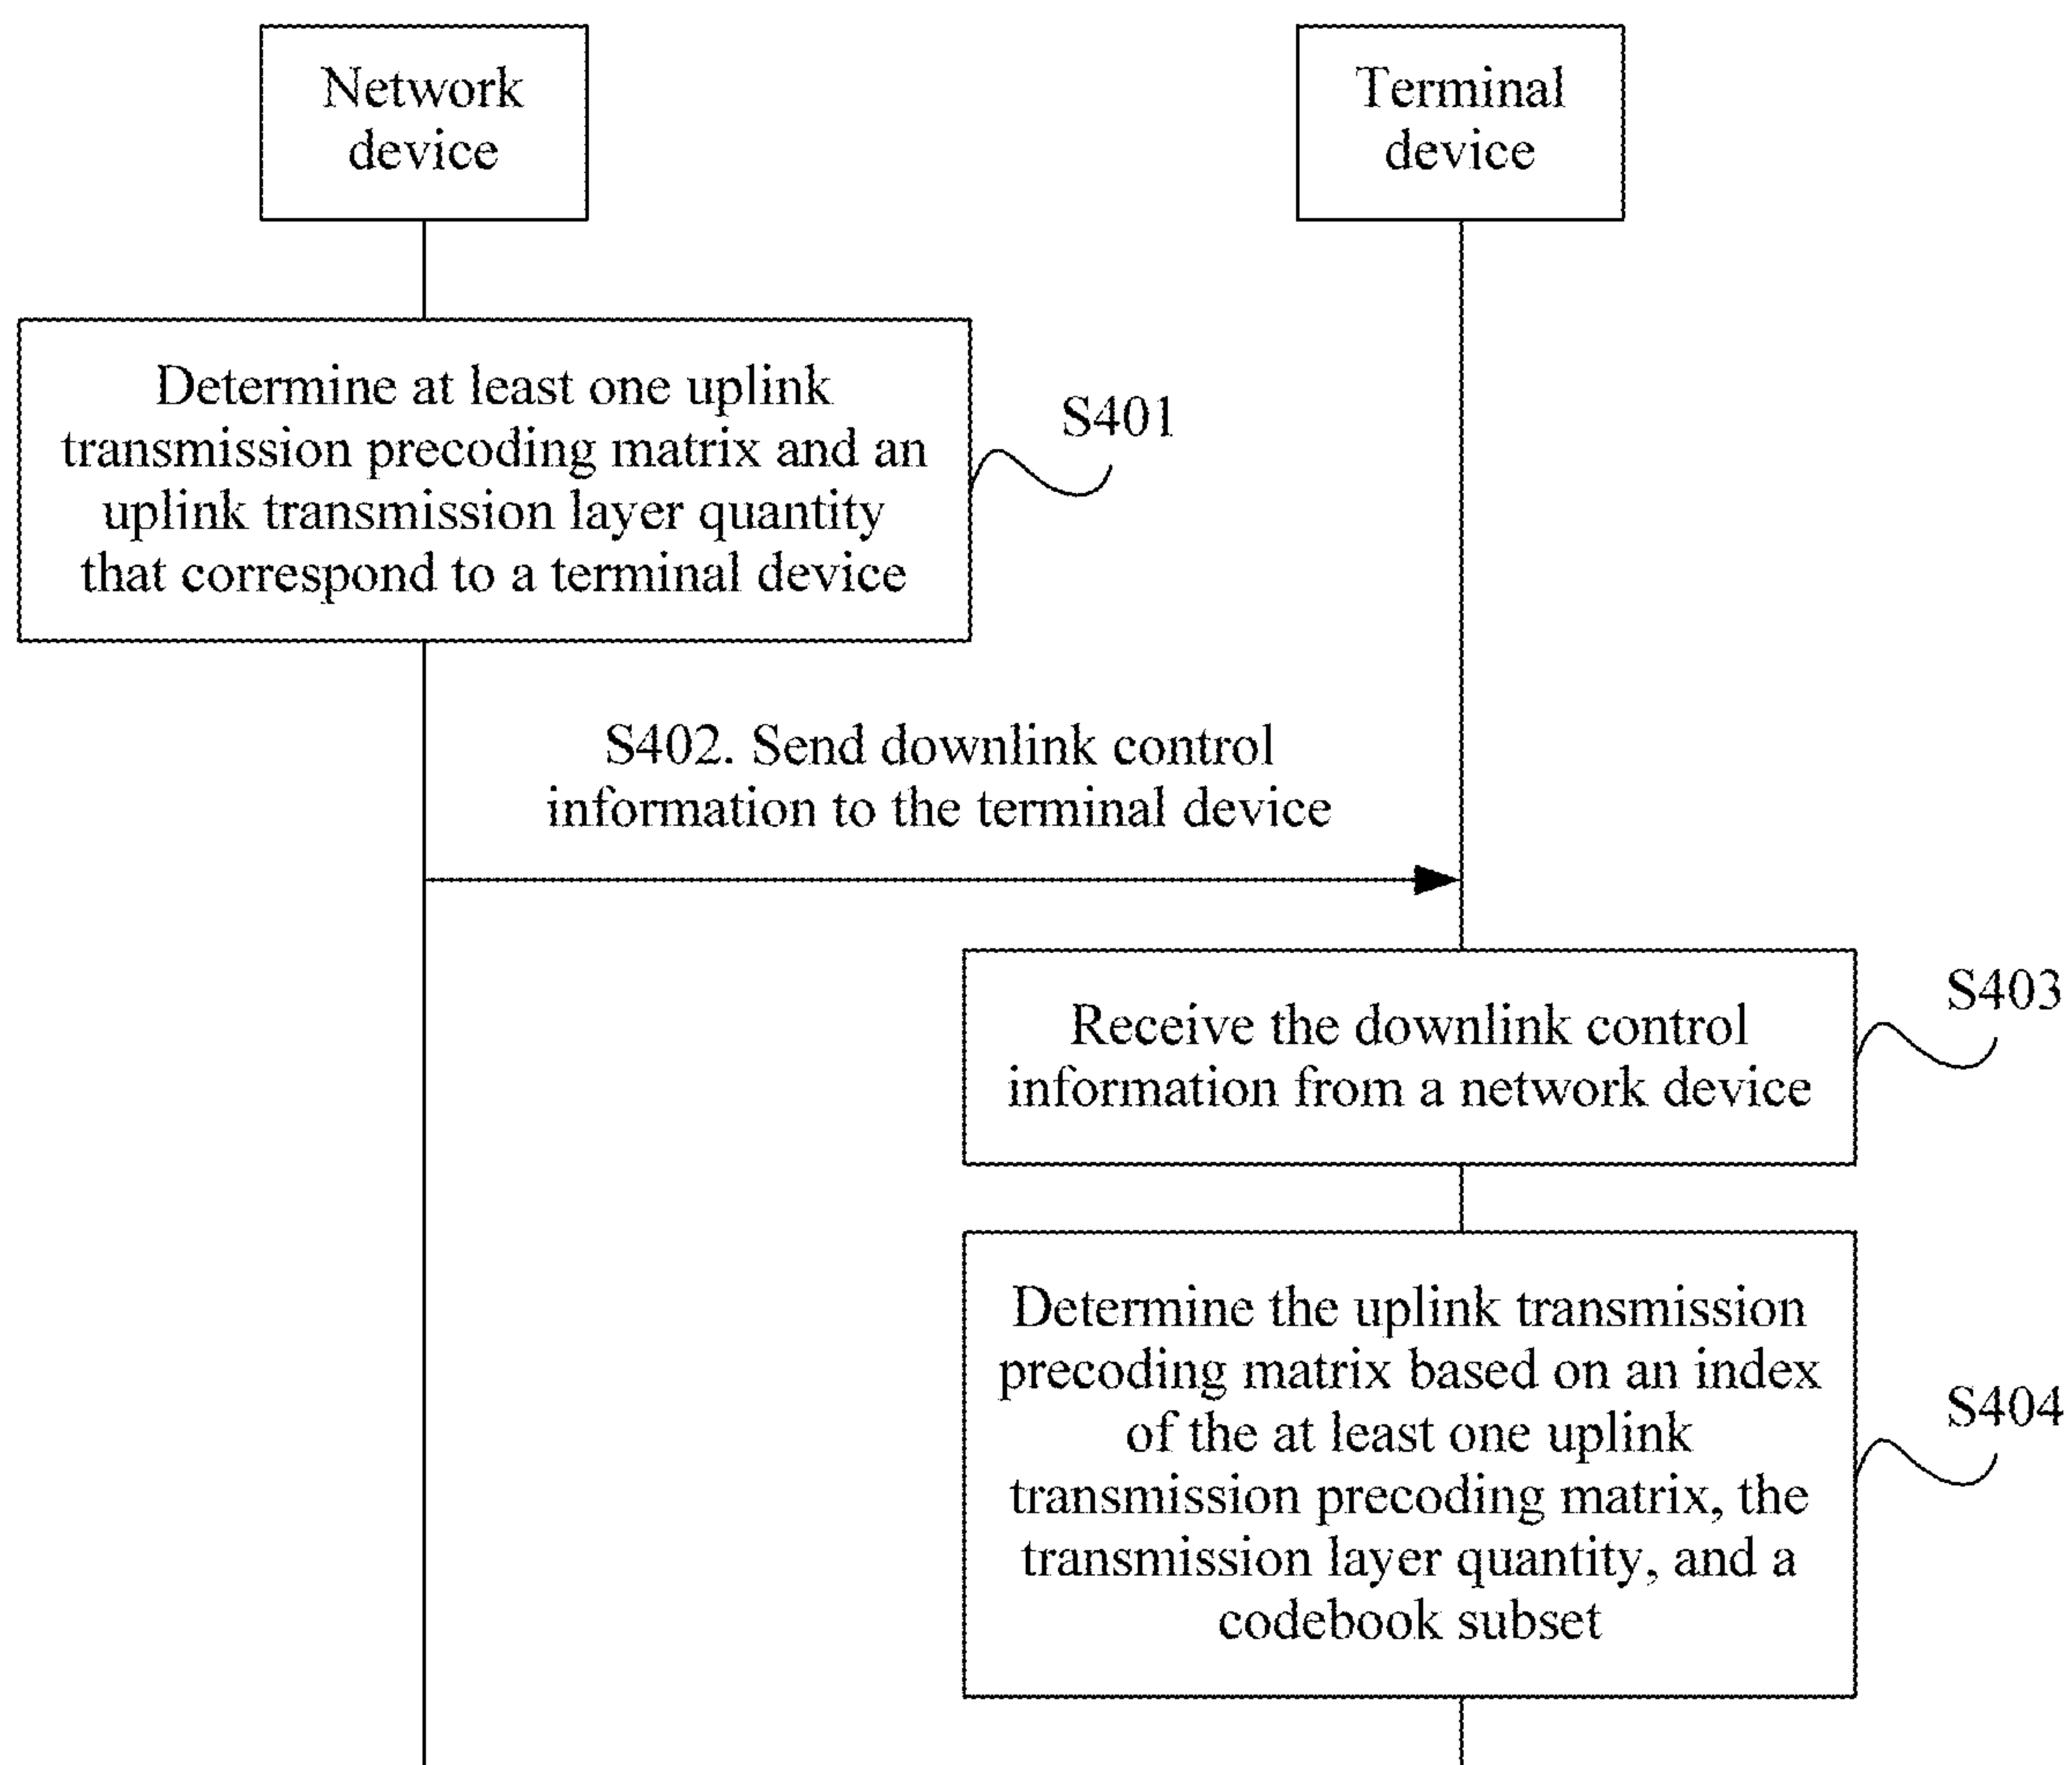 Network
device
Terminal
device
Determine at least one uplink
transmission precoding matrix and an
uplink transmission layer quantity
that correspond to a terminal device
S401
S402. Send downlink control
information to the terminal device
Receive the downlink control
information from a network device
S403
Determine the uplink transmission
precoding matrix based on an index
of the at least one uplink
transmission precoding matrix, the
transmission layer quantity, and a
codebook subset
S404